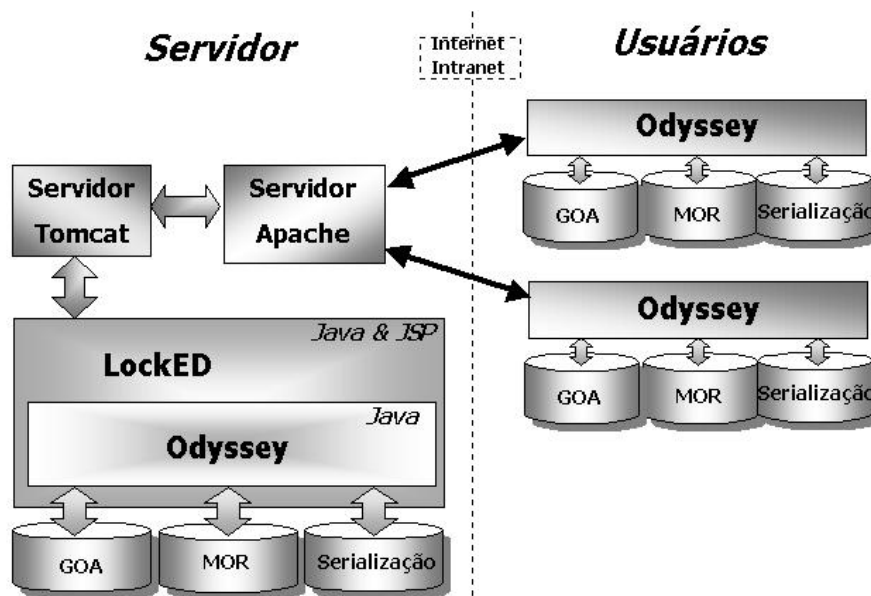 Servidor
Internet
Intranet
Usuários
Servidor
Tomcat
Servidor
Apache
Java & JSP
LockED
Java
Odyssey
GOA
MOR
Serialização
Odyssey
GOA
MOR
Serialização
Odyssey
GOA
MOR
Serialização